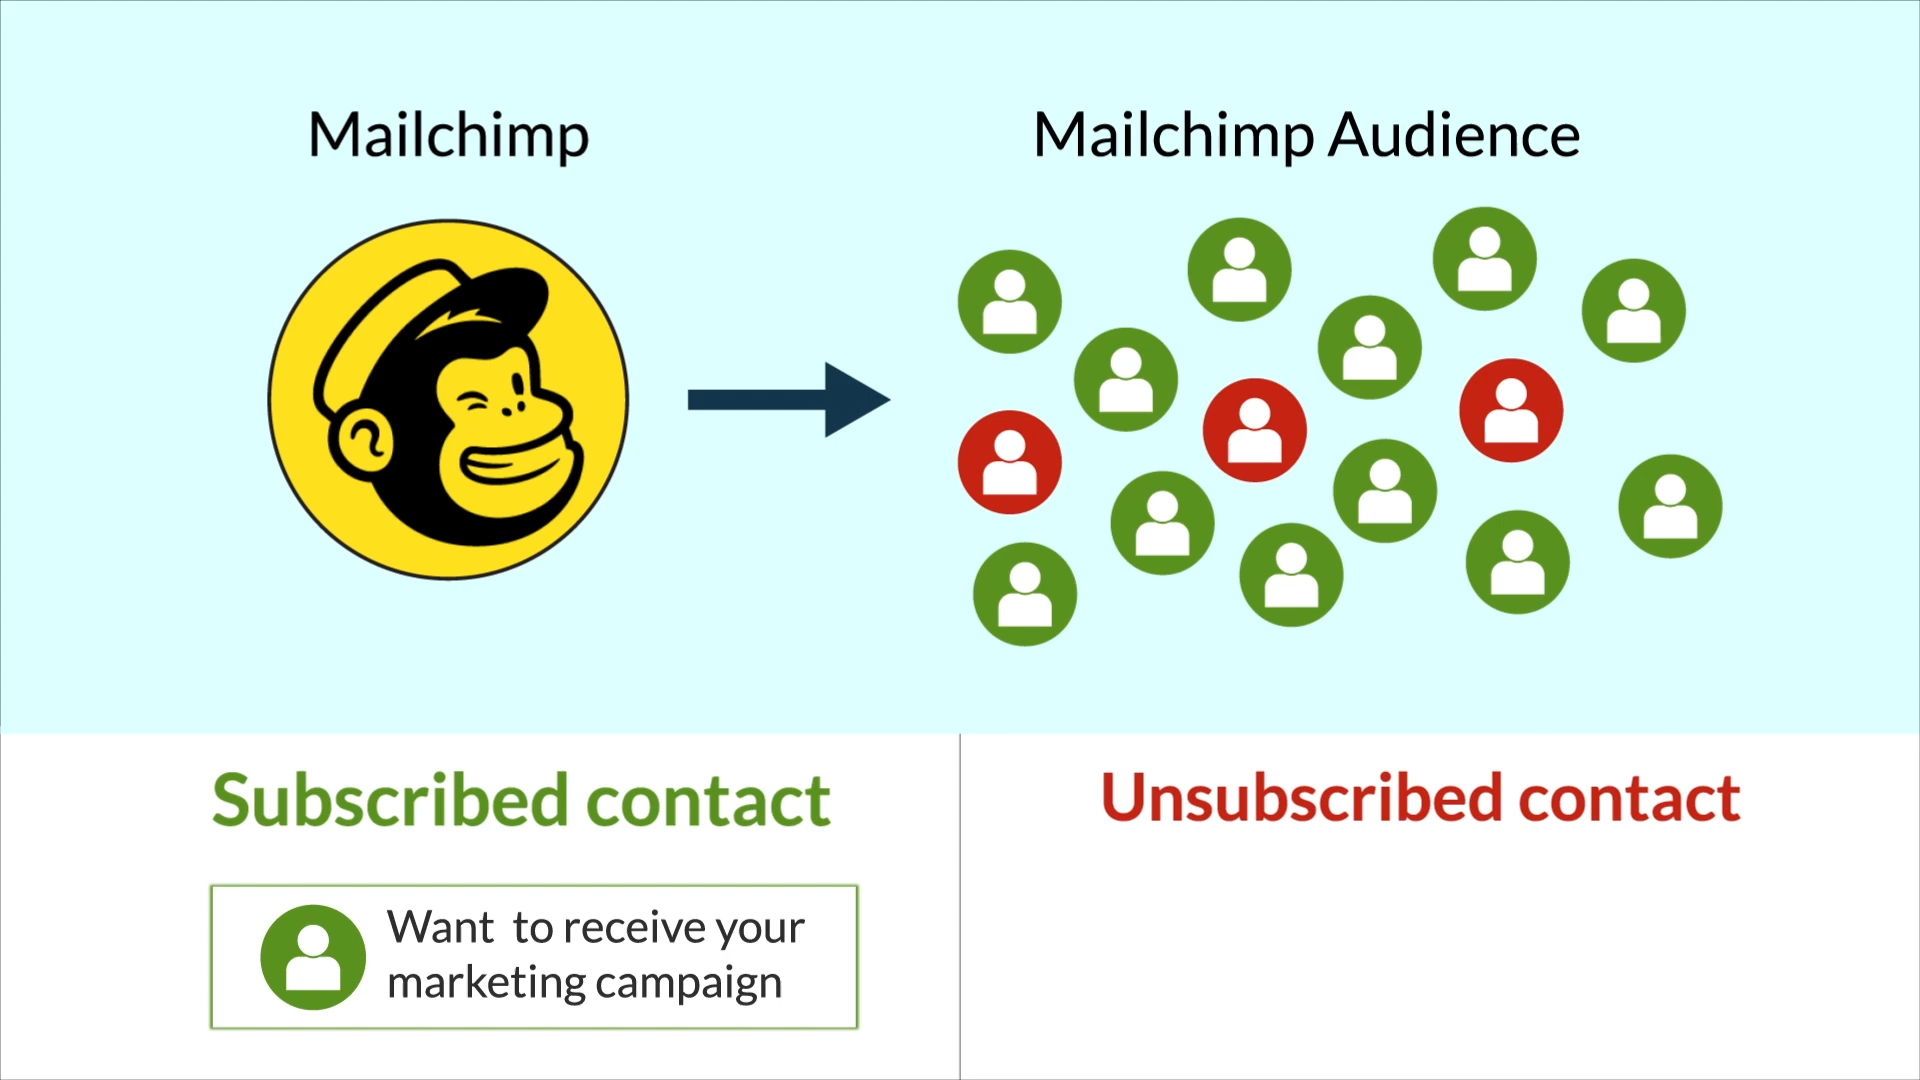 Mailchimp
Mailchimp Audience
Subscribed contact
Unsubscribed contact
Want to receive your
marketing campaign